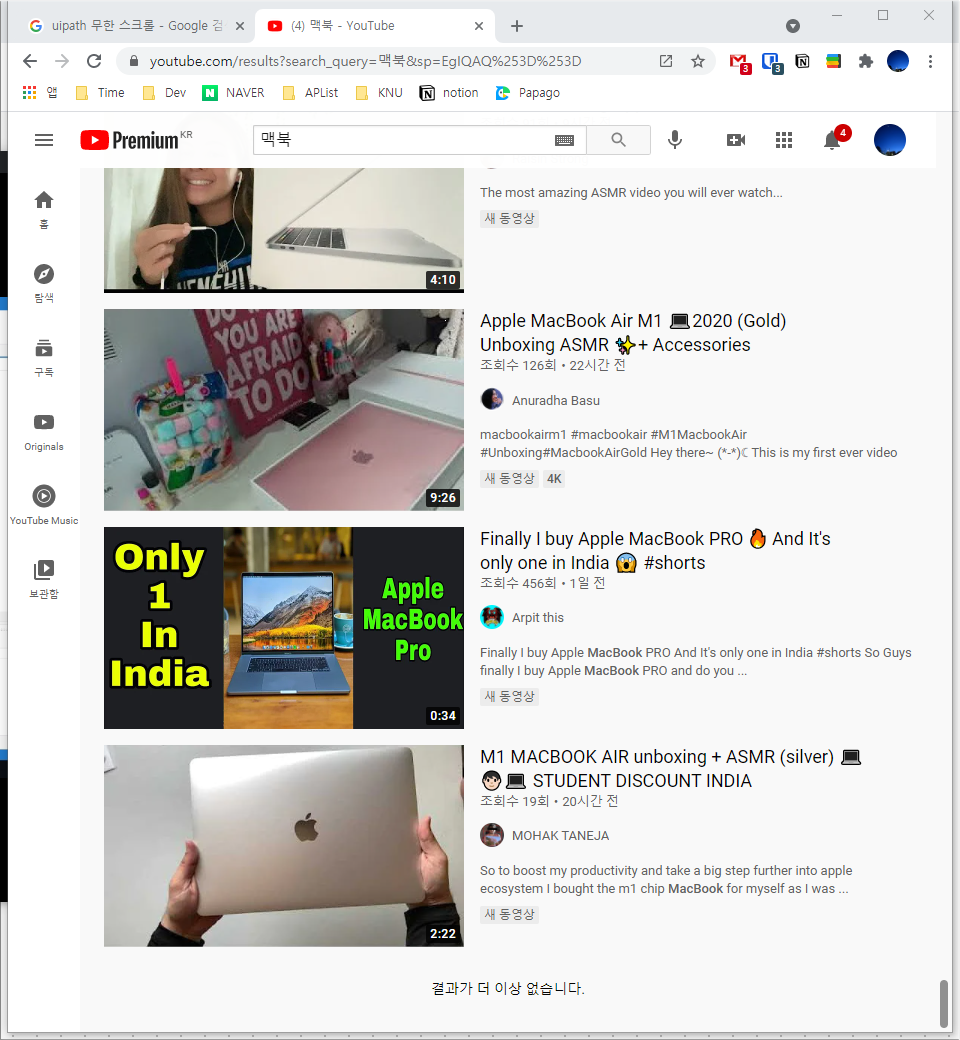 uipath 무한 스크롤 - Google 검
(4) 맥북 - YouTube
youtube.com/results?search_query=맥북&sp=EgIQAQ%253D%253D
3
3
앱
Time
Dev
NAVER
APList
KNU
notion
Papago
Premium KR
맥북
4
홈
탐색
구독
Originals
YouTube Music
보관함
The most amazing ASMR video you will ever watch...
새 동영상
4:10
DO WHAT
YOU ARE
AFRAID
TO DO
9:26
Apple MacBook Air M1 💻2020 (Gold)
Unboxing ASMR ✨+ Accessories
조회수 126회 • 22시간 전
Anuradha Basu
macbookairm1 #macbookair #M1MacbookAir
#Unboxing#MacbookAirGold Hey there~ (*-*)☾ This is my first ever video
새 동영상 4K
Only
1
In
India
Apple
MacBook
Pro
0:34
Finally I buy Apple MacBook PRO 🔥 And It's
only one in India 😱 #shorts
조회수 456회 • 1일 전
Arpit this
Finally I buy Apple MacBook PRO And It's only one in India #shorts So Guys
finally I buy Apple MacBook PRO and do you ...
새 동영상
2:22
M1 MACBOOK AIR unboxing + ASMR (silver) 💻
🧑🏻‍💻 STUDENT DISCOUNT INDIA
조회수 19회 • 20시간 전
MOHAK TANEJA
So to boost my productivity and take a big step further into apple
ecosystem I bought the m1 chip MacBook for myself as I was ...
새 동영상
결과가 더 이상 없습니다.